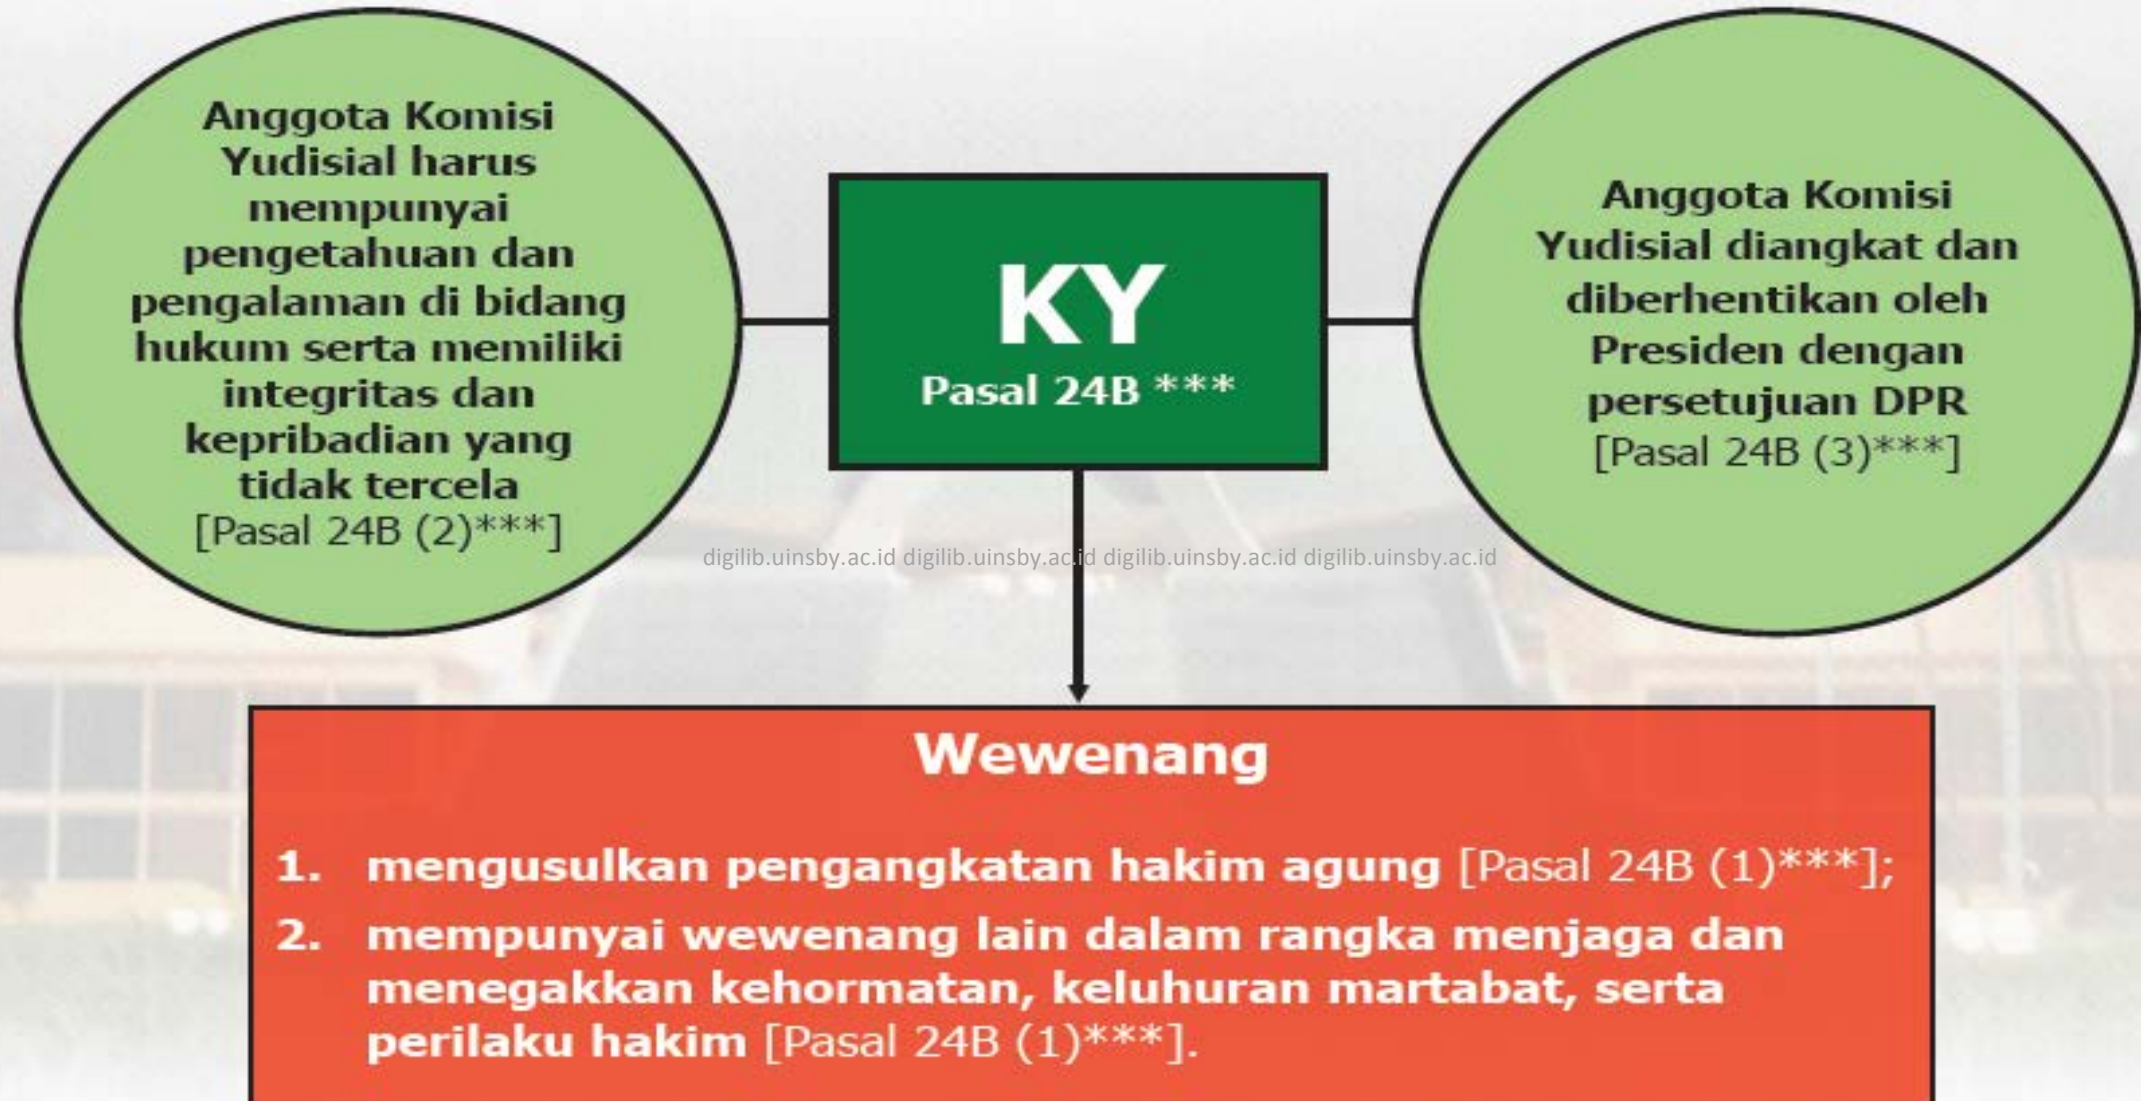 Anggota Komisi
Yudisial harus
mempunyai
pengetahuan dan
pengalaman di bidang
hukum serta memiliki
integritas dan
kepribadian yang
tidak tercela
[Pasal 24B (2)***]
KY
Pasal 24B ***
Anggota Komisi
Yudisial diangkat dan
diberhentikan oleh
Presiden dengan
persetujuan DPR
[Pasal 24B (3)***]
digilib.uinsby.ac.id digilib.uinsby.ac.id digilib.uinsby.ac.id digilib.uinsby.ac.id
Wewenang
1. mengusulkan pengangkatan hakim agung [Pasal 24B (1)***];
2. mempunyai wewenang lain dalam rangka menjaga dan
menegakkan kehormatan, keluhuran martabat, serta
perilaku hakim [Pasal 24B (1)***].